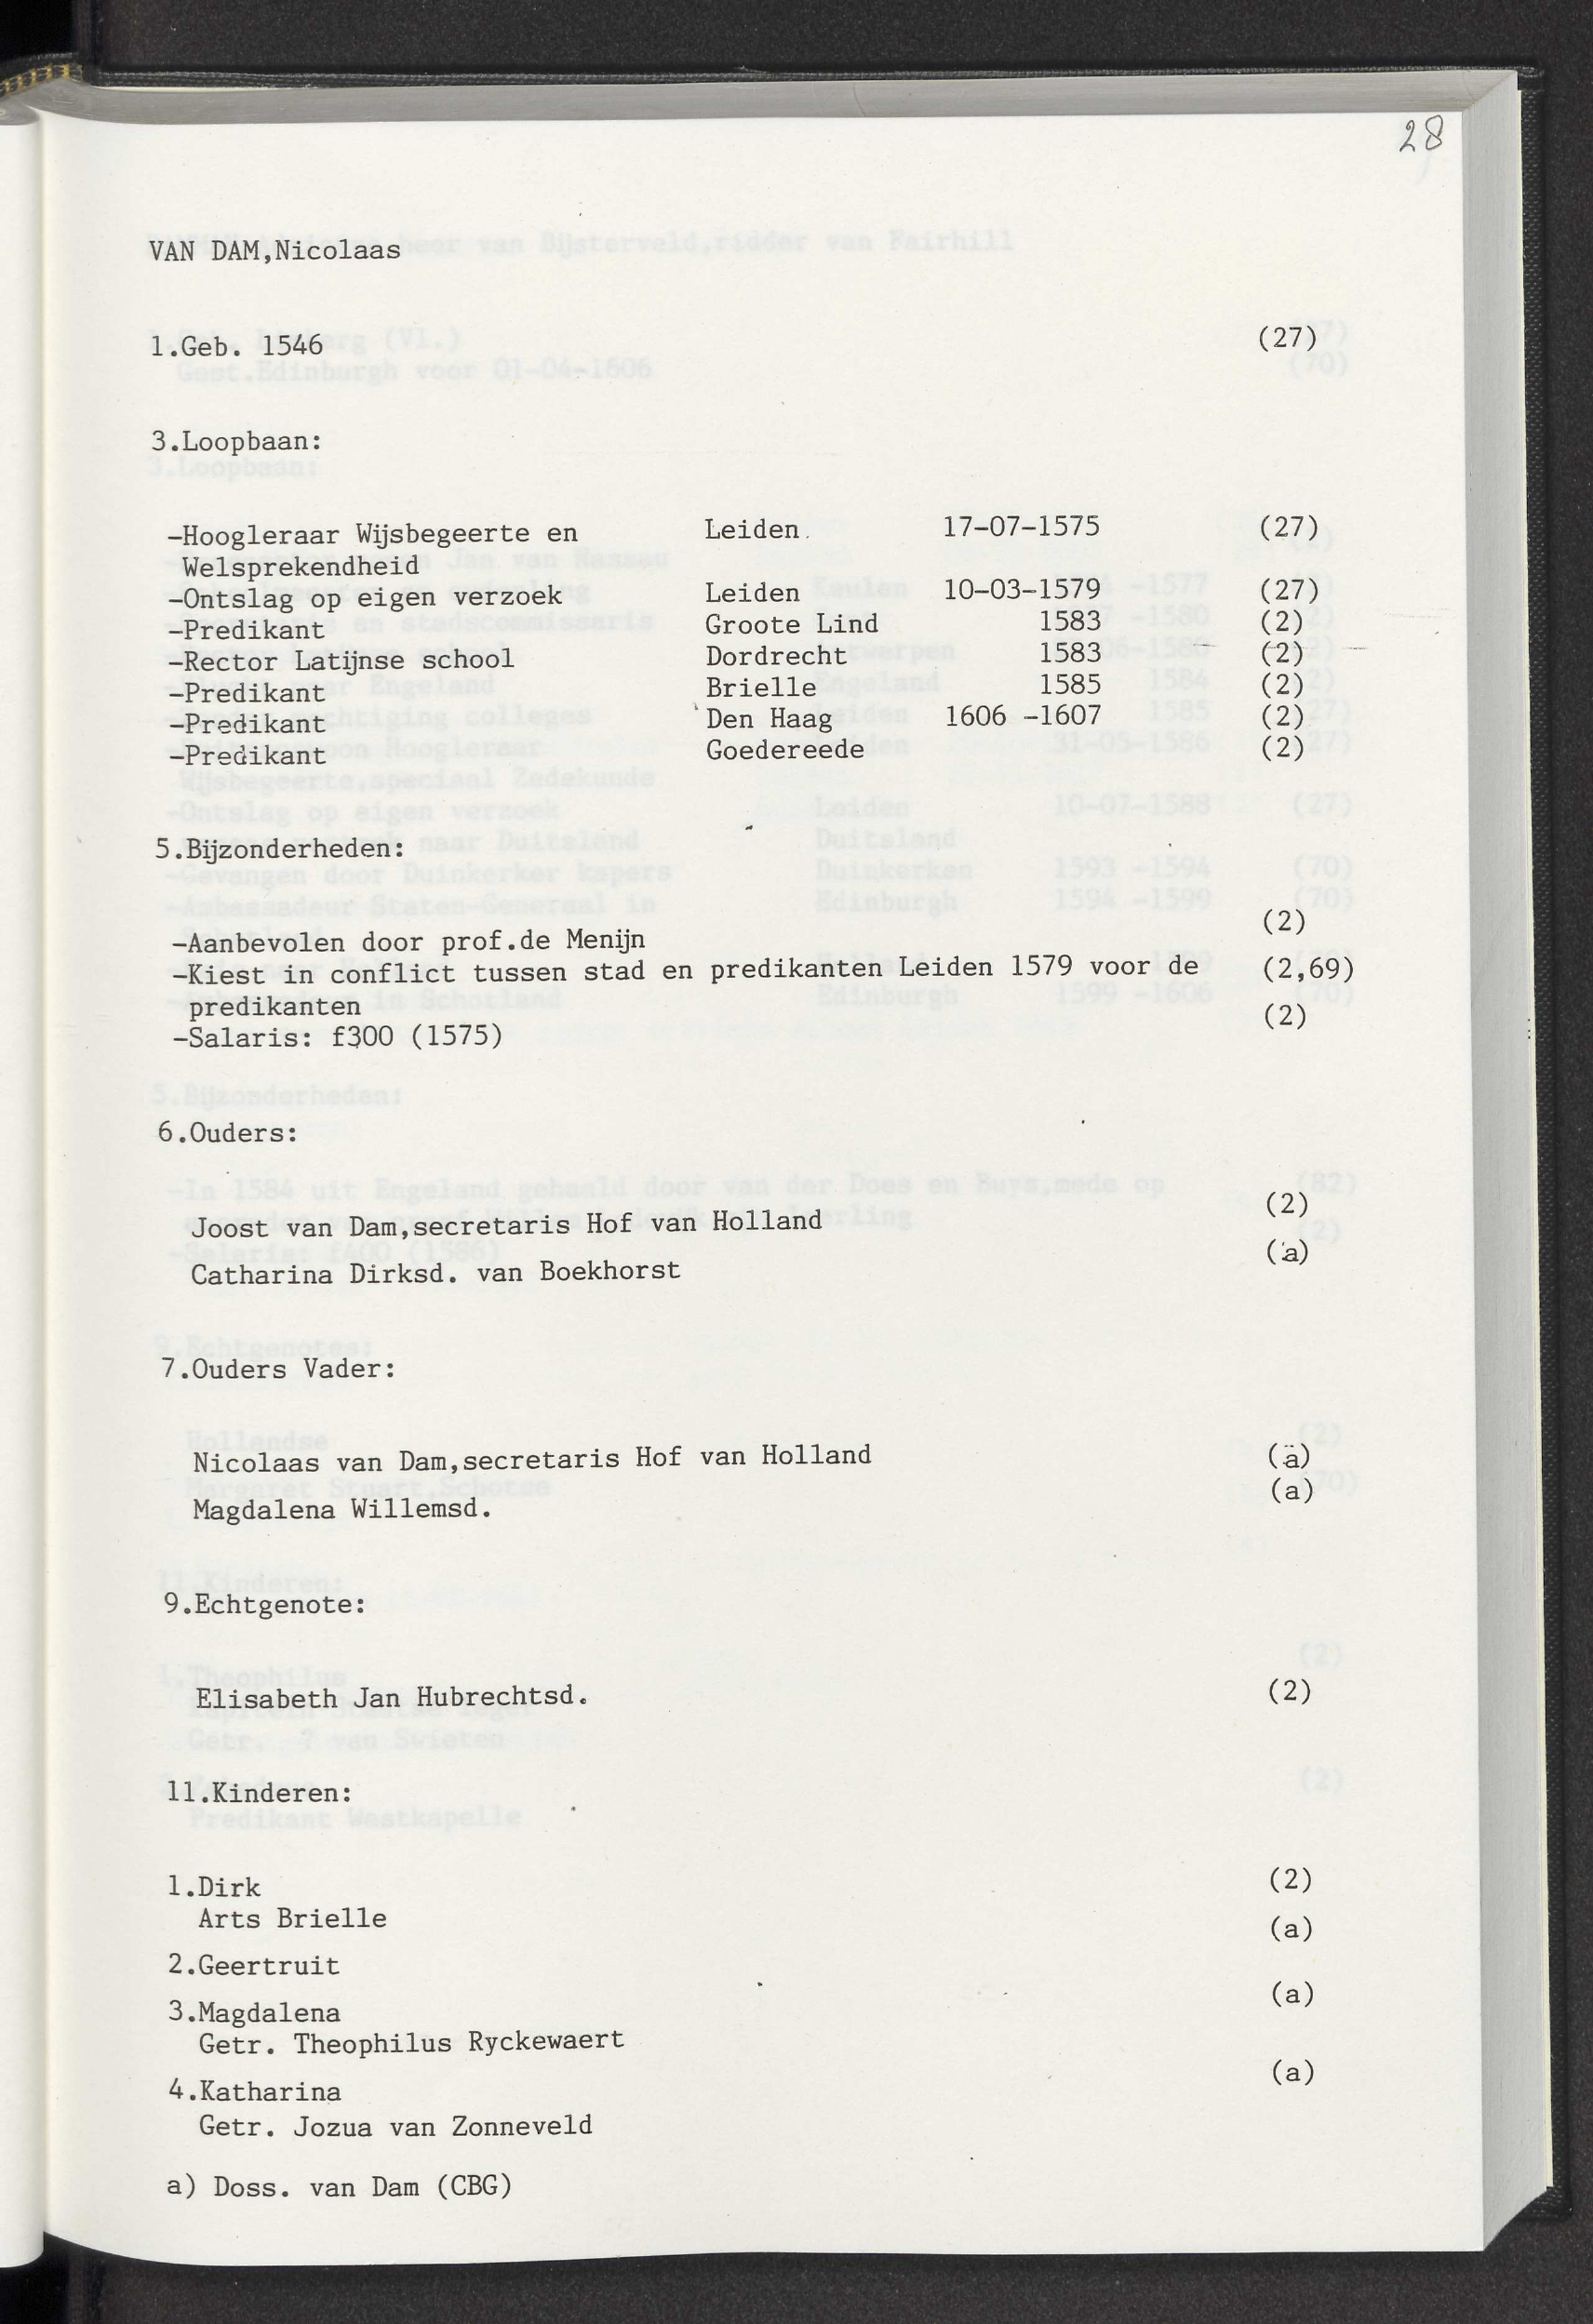 28
VAN DAM,Nicolaas
1.Geb. 1546 (27)
3.Loopbaan:
-Hoogleraar Wijsbegeerte en Leiden 17-07-1575 (27)
Welsprekendheid
-Ontslag op eigen verzoek Leiden 10-03-1579 (27)
-Predikant Groote Lind 1583 (2)
-Rector Latijnse school Dordrecht 1583 (2)
-Predikant Brielle 1585 (2)
-Predikant Den Haag 1606 -1607 (2)
-Predikant Goedereede (2)
5.Bijzonderheden:
-Aanbevolen door prof.de Menijn (2)
-Kiest in conflict tussen stad en predikanten Leiden 1579 voor de (2,69)
predikanten
-Salaris: f300 (1575) (2)
6.Ouders:
Joost van Dam,secretaris Hof van Holland (2)
Catharina Dirksd. van Boekhorst (a)
7.Ouders Vader:
Nicolaas van Dam,secretaris Hof van Holland (a)
Magdalena Willemsd. (a)
9.Echtgenote:
Elisabeth Jan Hubrechtsd. (2)
11.Kinderen:
1.Dirk (2)
Arts Brielle
2.Geertruit (a)
3.Magdalena (a)
Getr. Theophilus Ryckewaert
4.Katharina (a)
Getr. Jozua van Zonneveld
a) Doss. van Dam (CBG)